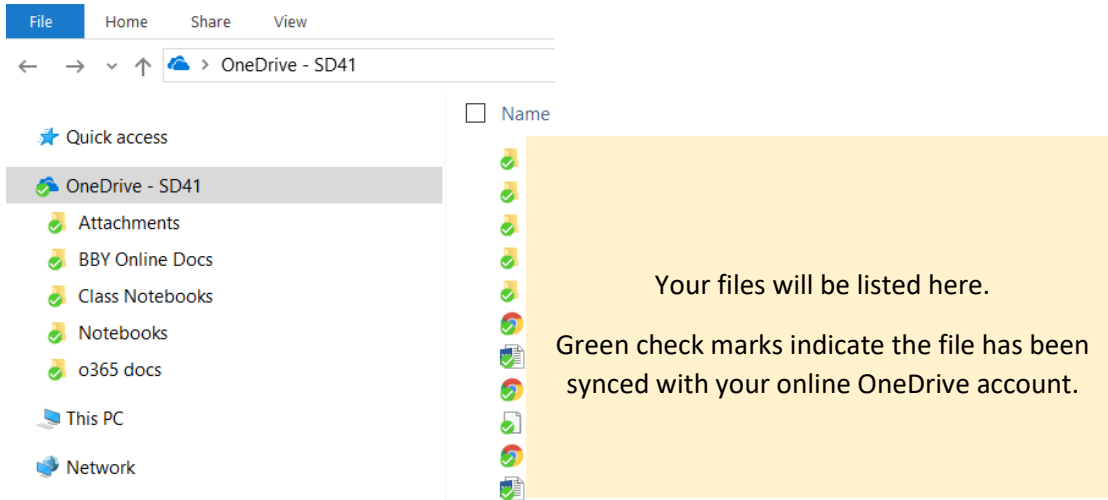 File Home Share View
> OneDrive - SD41
Name
Quick access
OneDrive - SD41
Attachments
BBY Online Docs
Class Notebooks
Notebooks
o365 docs
This PC
Network
Your files will be listed here.
Green check marks indicate the file has been
synced with your online OneDrive account.